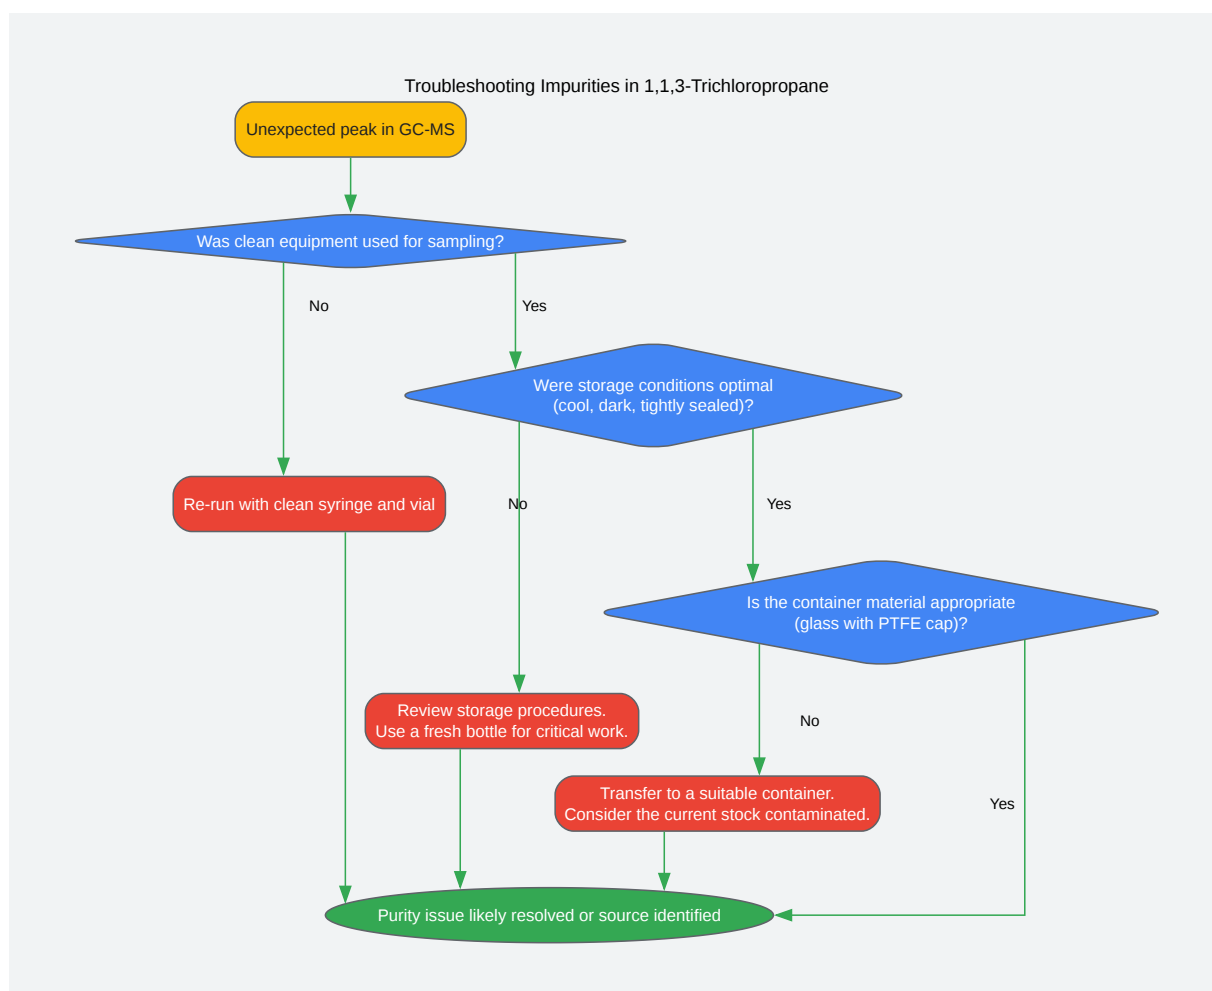 Troubleshooting Impurities in 1,1,3-Trichloropropane
Unexpected peak in GC-MS
Was clean equipment used for sampling?
No
Yes
Were storage conditions optimal
(cool, dark, tightly sealed)?
Re-run with clean syringe and vial
No
Yes
Is the container material appropriate
(glass with PTFE cap)?
Review storage procedures.
Use a fresh bottle for critical work.
No
Transfer to a suitable container.
Consider the current stock contaminated.
Yes
Purity issue likely resolved or source identified